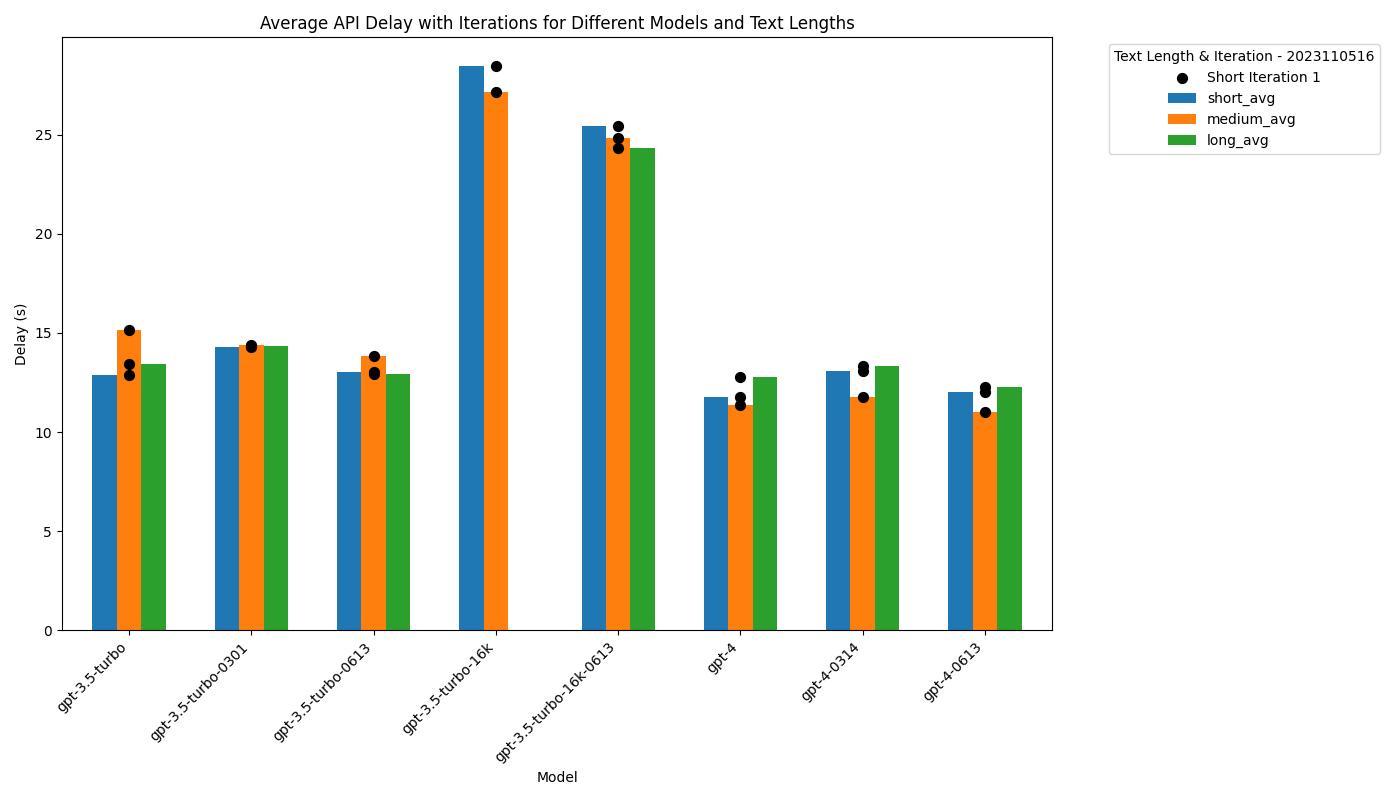 Average API Delay with Iterations for Different Models and Text Lengths
Text Length & Iteration - 2023110516
Short Iteration 1
short_avg
medium_avg
long_avg
Delay (s)
25
20
15
10
5
0
gpt-3.5-turbo
gpt-3.5-turbo-0301
gpt-3.5-turbo-0613
gpt-3.5-turbo-16k
gpt-3.5-turbo-16k-0613
gpt-4
gpt-4-0314
gpt-4-0613
Model